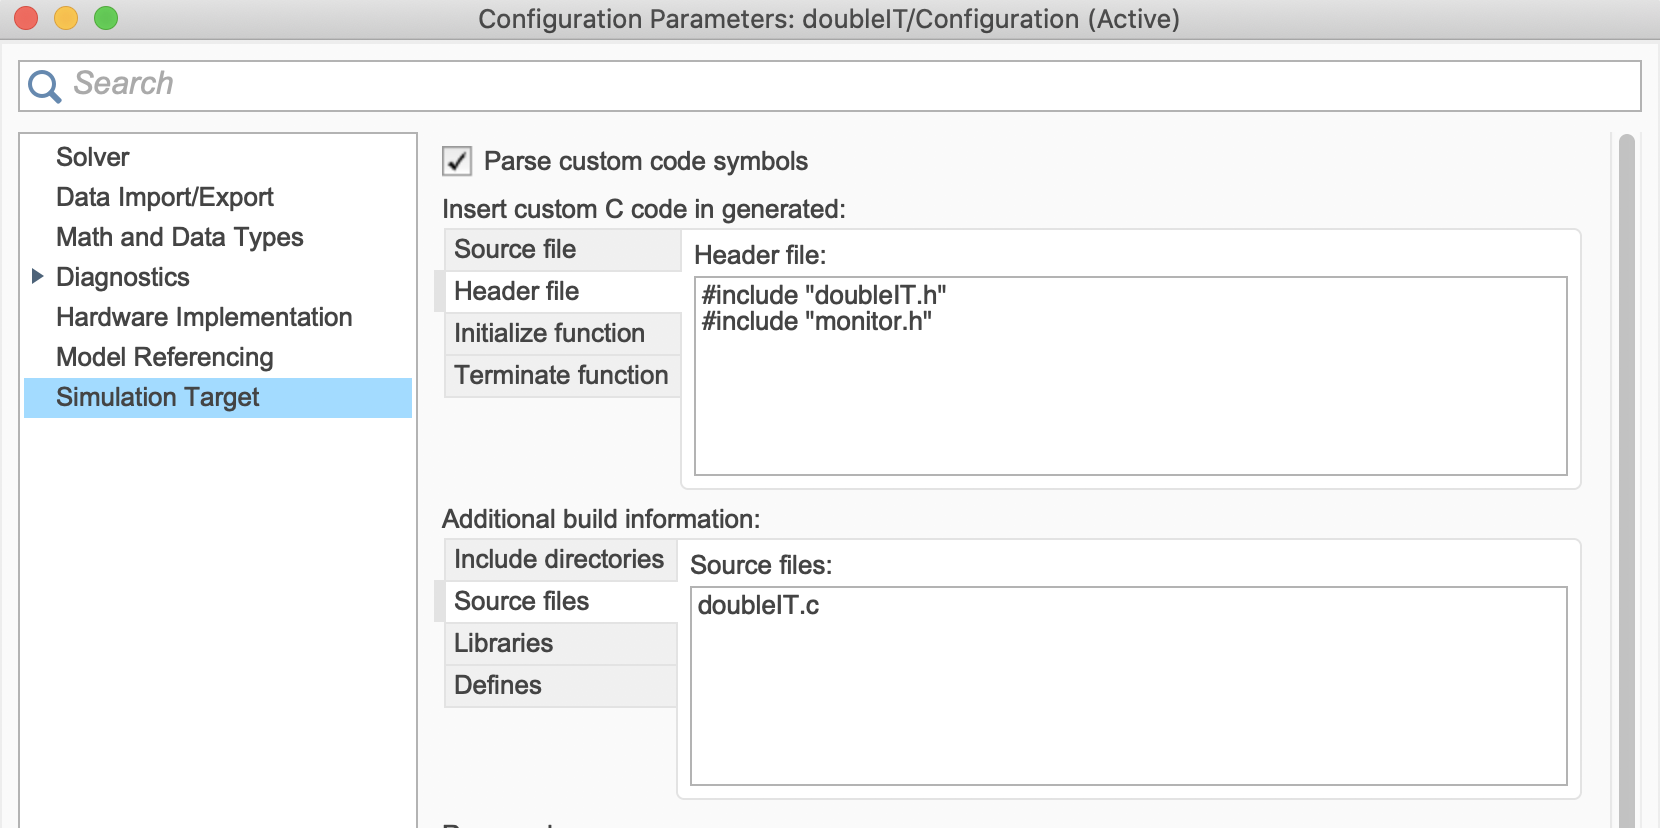 Configuration Parameters: doubleIT/Configuration (Active)
Search
Solver
Data Import/Export
Math and Data Types
Diagnostics
Hardware Implementation
Model Referencing
Simulation Target
Parse custom code symbols
Insert custom C code in generated:
Source file
Header file
Initialize function
Terminate function
Header file:
#include "doubleIT.h"
#include "monitor.h"
Additional build information:
Include directories
Source files
Libraries
Defines
Source files:
doubleIT.c